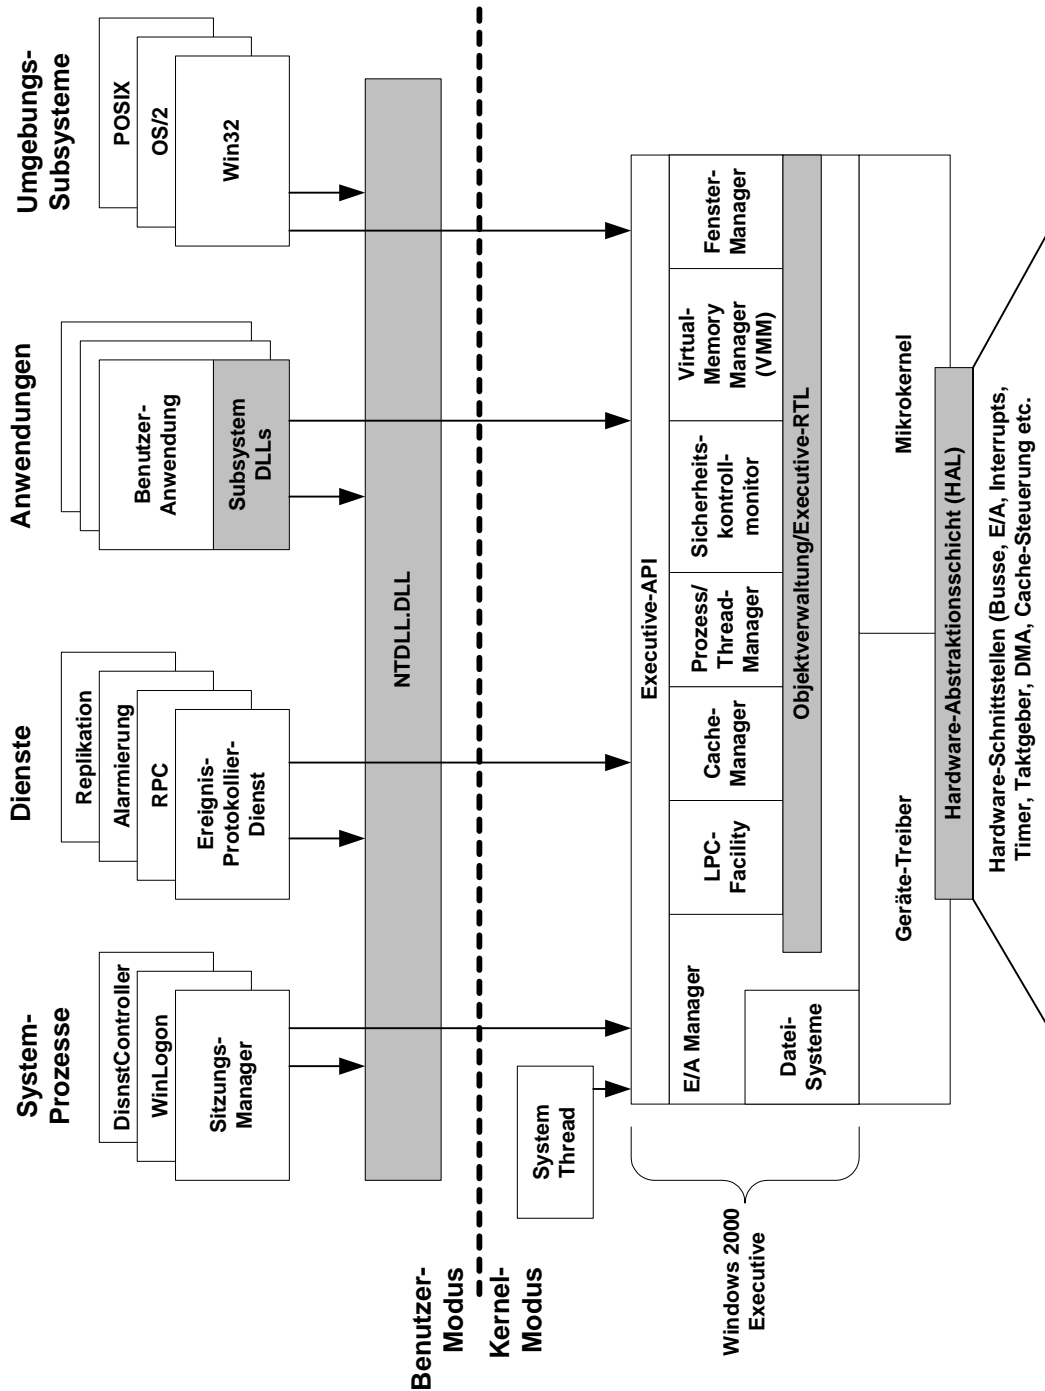 System-
Prozesse
Dienste
Anwendungen
Umgebungs-
Subsysteme
DisnstController
WinLogon
Sitzungs-
Manager
Replikation
Alarmierung
RPC
Ereignis-
Protokollier-
Dienst
Benutzer-
Anwendung
Subsystem
DLLs
POSIX
OS/2
Win32
NTDLL.DLL
Benutzer-
Modus
Kernel-
Modus
System
Thread
Windows 2000
Executive
Executive-API
E/A Manager
Datei-
Systeme
LPC-
Facility
Cache-
Manager
Prozess/
Thread-
Manager
Sicherheits-
kontroll-
monitor
Virtual-
Memory
Manager
(VMM)
Fenster-
Manager
Objektverwaltung/Executive-RTL
Geräte-Treiber
Mikrokernel
Hardware-Abstraktionsschicht (HAL)
Hardware-Schnittstellen (Busse, E/A, Interrupts,
Timer, Taktgeber, DMA, Cache-Steuerung etc.